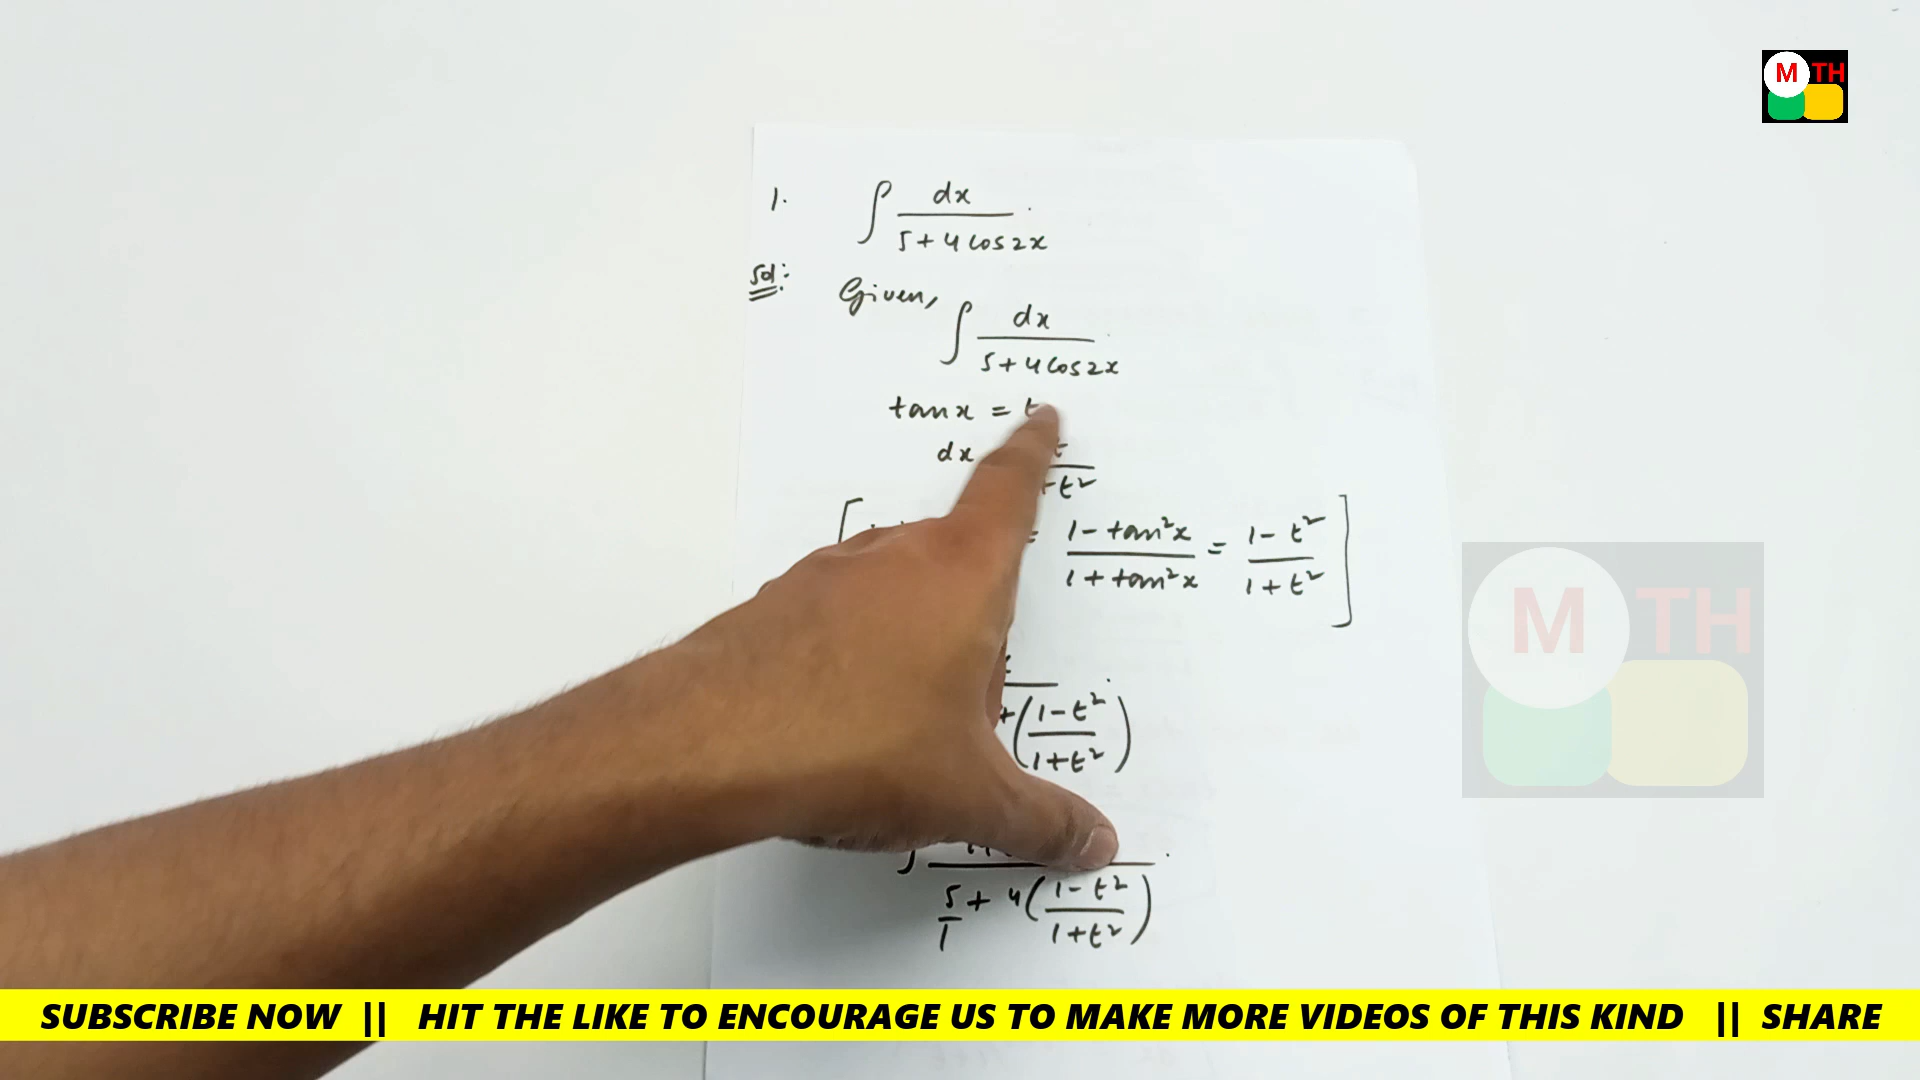 M TH
1. ∫ dx / 5+4cos2x
Sol: Given, ∫ dx / 5+4cos2x
tanx = t
dx t / +t²
= 1-tan²x / 1+tan²x = 1-t² / 1+t²
+ (1-t² / 1+t²)
5/1 + 4(1-t² / 1+t²)
M TH
SUBSCRIBE NOW || HIT THE LIKE TO ENCOURAGE US TO MAKE MORE VIDEOS OF THIS KIND || SHARE